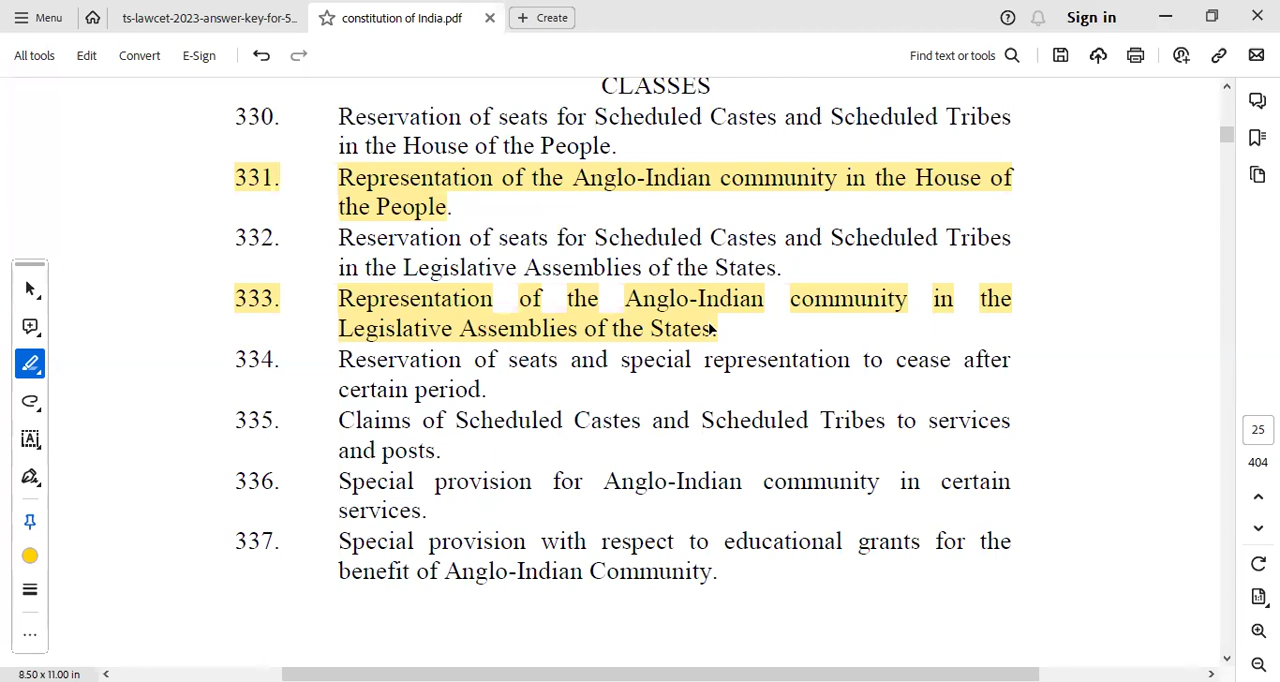 Menu
ts-lawcet-2023-answer-key-for-5...
constitution of India.pdf
Create
Sign in
All tools
Edit
Convert
E-Sign
Find text or tools
CLASSES
330. Reservation of seats for Scheduled Castes and Scheduled Tribes
in the House of the People.
331. Representation of the Anglo-Indian community in the House of
the People.
332. Reservation of seats for Scheduled Castes and Scheduled Tribes
in the Legislative Assemblies of the States.
333. Representation of the Anglo-Indian community in the
Legislative Assemblies of the States.
334. Reservation of seats and special representation to cease after
certain period.
335. Claims of Scheduled Castes and Scheduled Tribes to services
and posts.
336. Special provision for Anglo-Indian community in certain
services.
337. Special provision with respect to educational grants for the
benefit of Anglo-Indian Community.
25
404
8.50 x 11.00 in